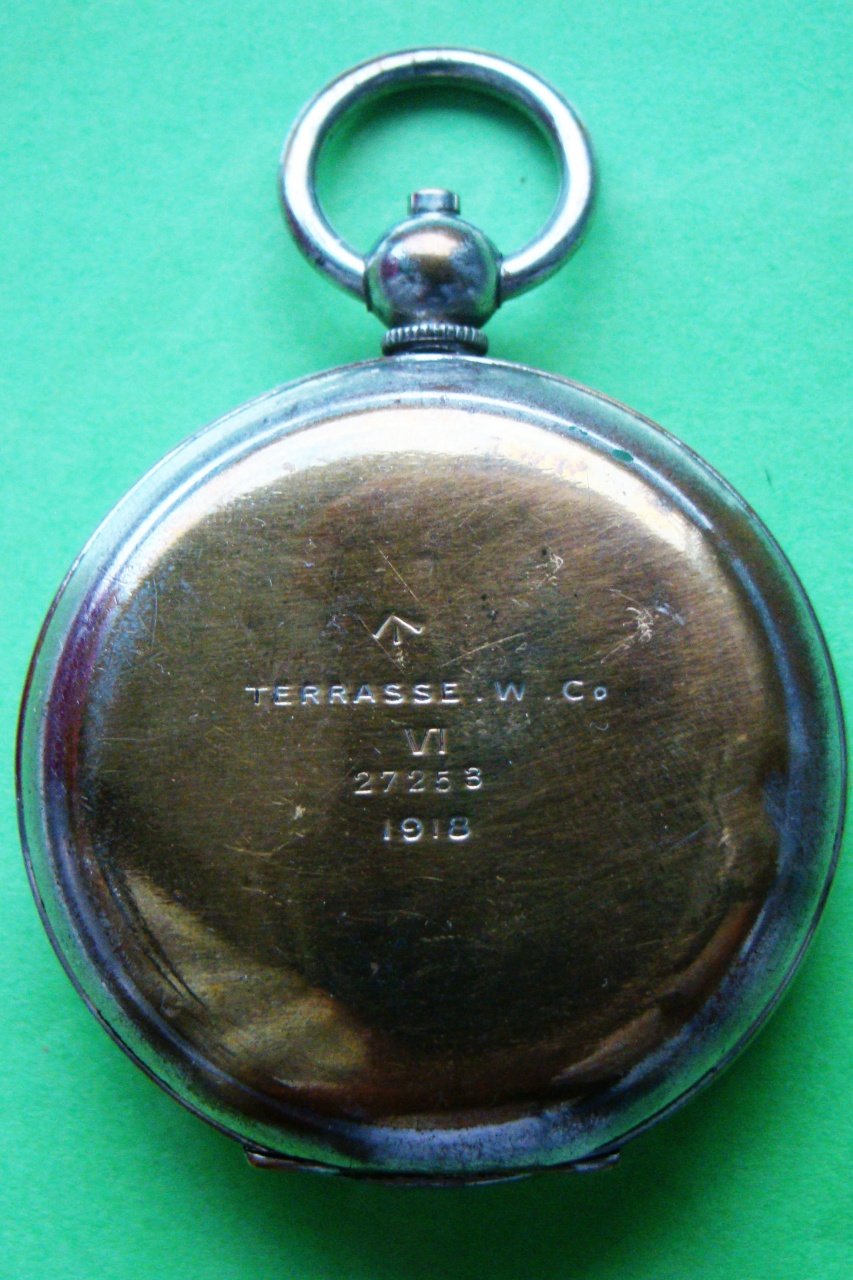 TERRASSE . W . Co
VI
27253
1918